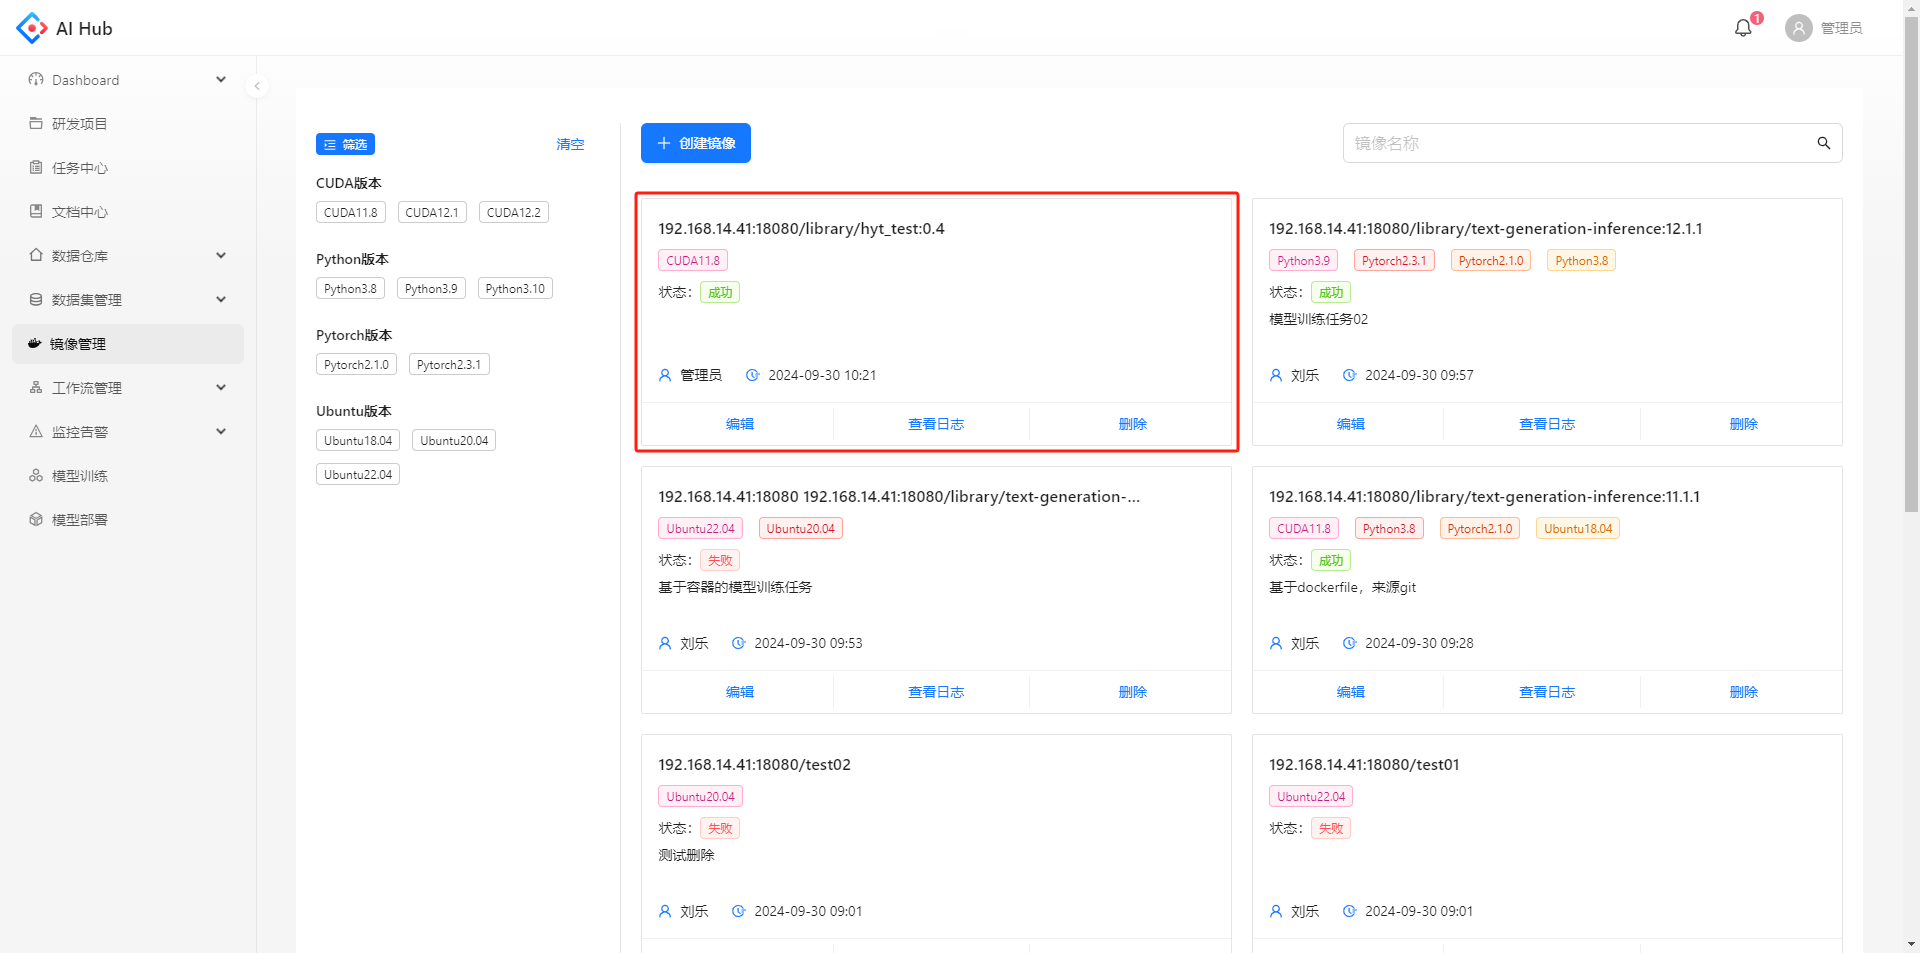 AI Hub
1
管理员
Dashboard
研发项目
任务中心
文档中心
数据仓库
数据集管理
镜像管理
工作流管理
监控告警
模型训练
模型部署
筛选
清空
CUDA版本
CUDA11.8 CUDA12.1 CUDA12.2
Python版本
Python3.8 Python3.9 Python3.10
Pytorch版本
Pytorch2.1.0 Pytorch2.3.1
Ubuntu版本
Ubuntu18.04 Ubuntu20.04
Ubuntu22.04
创建镜像
镜像名称
192.168.14.41:18080/library/hyt_test:0.4
CUDA11.8
状态： 成功
管理员 2024-09-30 10:21
编辑 查看日志 删除
192.168.14.41:18080/library/text-generation-inference:12.1.1
Python3.9 Pytorch2.3.1 Pytorch2.1.0 Python3.8
状态： 成功
模型训练任务02
刘乐 2024-09-30 09:57
编辑 查看日志 删除
192.168.14.41:18080 192.168.14.41:18080/library/text-generation-...
Ubuntu22.04 Ubuntu20.04
状态： 失败
基于容器的模型训练任务
刘乐 2024-09-30 09:53
编辑 查看日志 删除
192.168.14.41:18080/library/text-generation-inference:11.1.1
CUDA11.8 Python3.8 Pytorch2.1.0 Ubuntu18.04
状态： 成功
基于dockerfile，来源git
刘乐 2024-09-30 09:28
编辑 查看日志 删除
192.168.14.41:18080/test02
Ubuntu20.04
状态： 失败
测试删除
刘乐 2024-09-30 09:01
192.168.14.41:18080/test01
Ubuntu22.04
状态： 失败
刘乐 2024-09-30 09:01